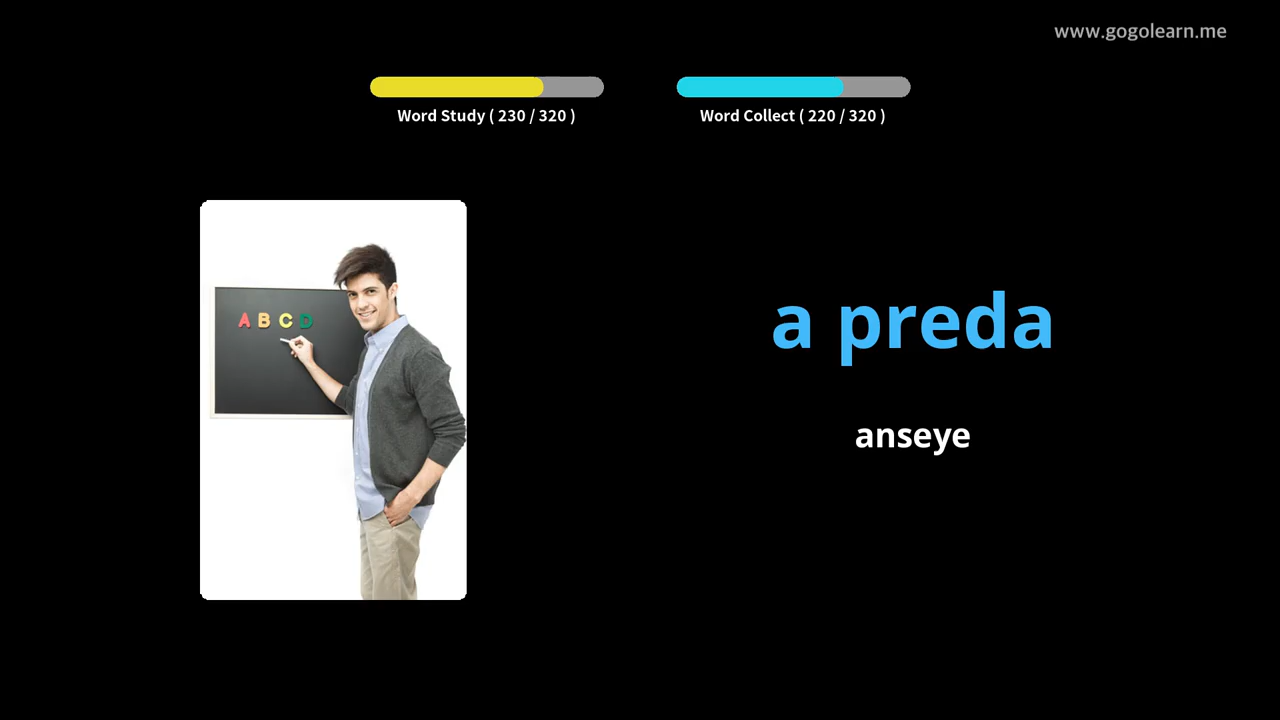 www.gogolearn.me
Word Study ( 230 / 320 )
Word Collect ( 220 / 320 )
A B C D
a preda
anseye